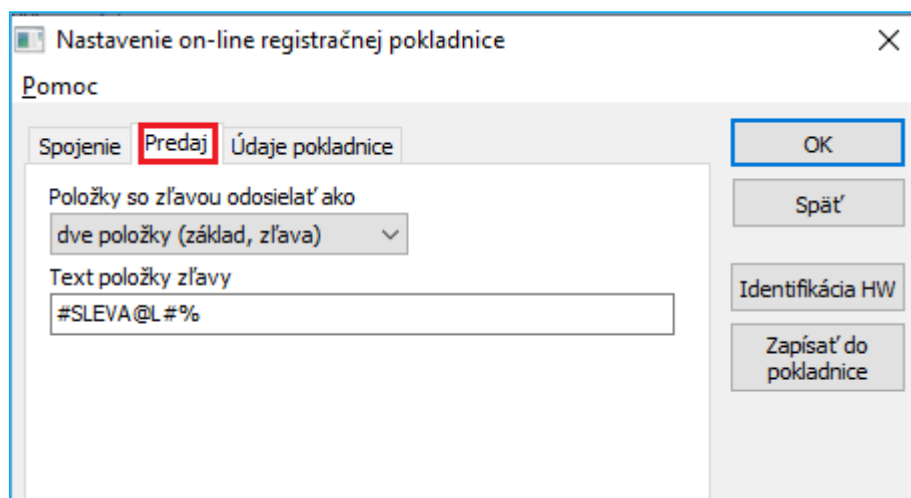 Nastavenie on-line registračnej pokladnice
Pomoc
Spojenie Predaj Údaje pokladnice
OK
Položky so zľavou odosielať ako
Späť
dve položky (základ, zľava)
Text položky zľavy
Identifikácia HW
#SLEVA@L#%
Zapísať do
pokladnice